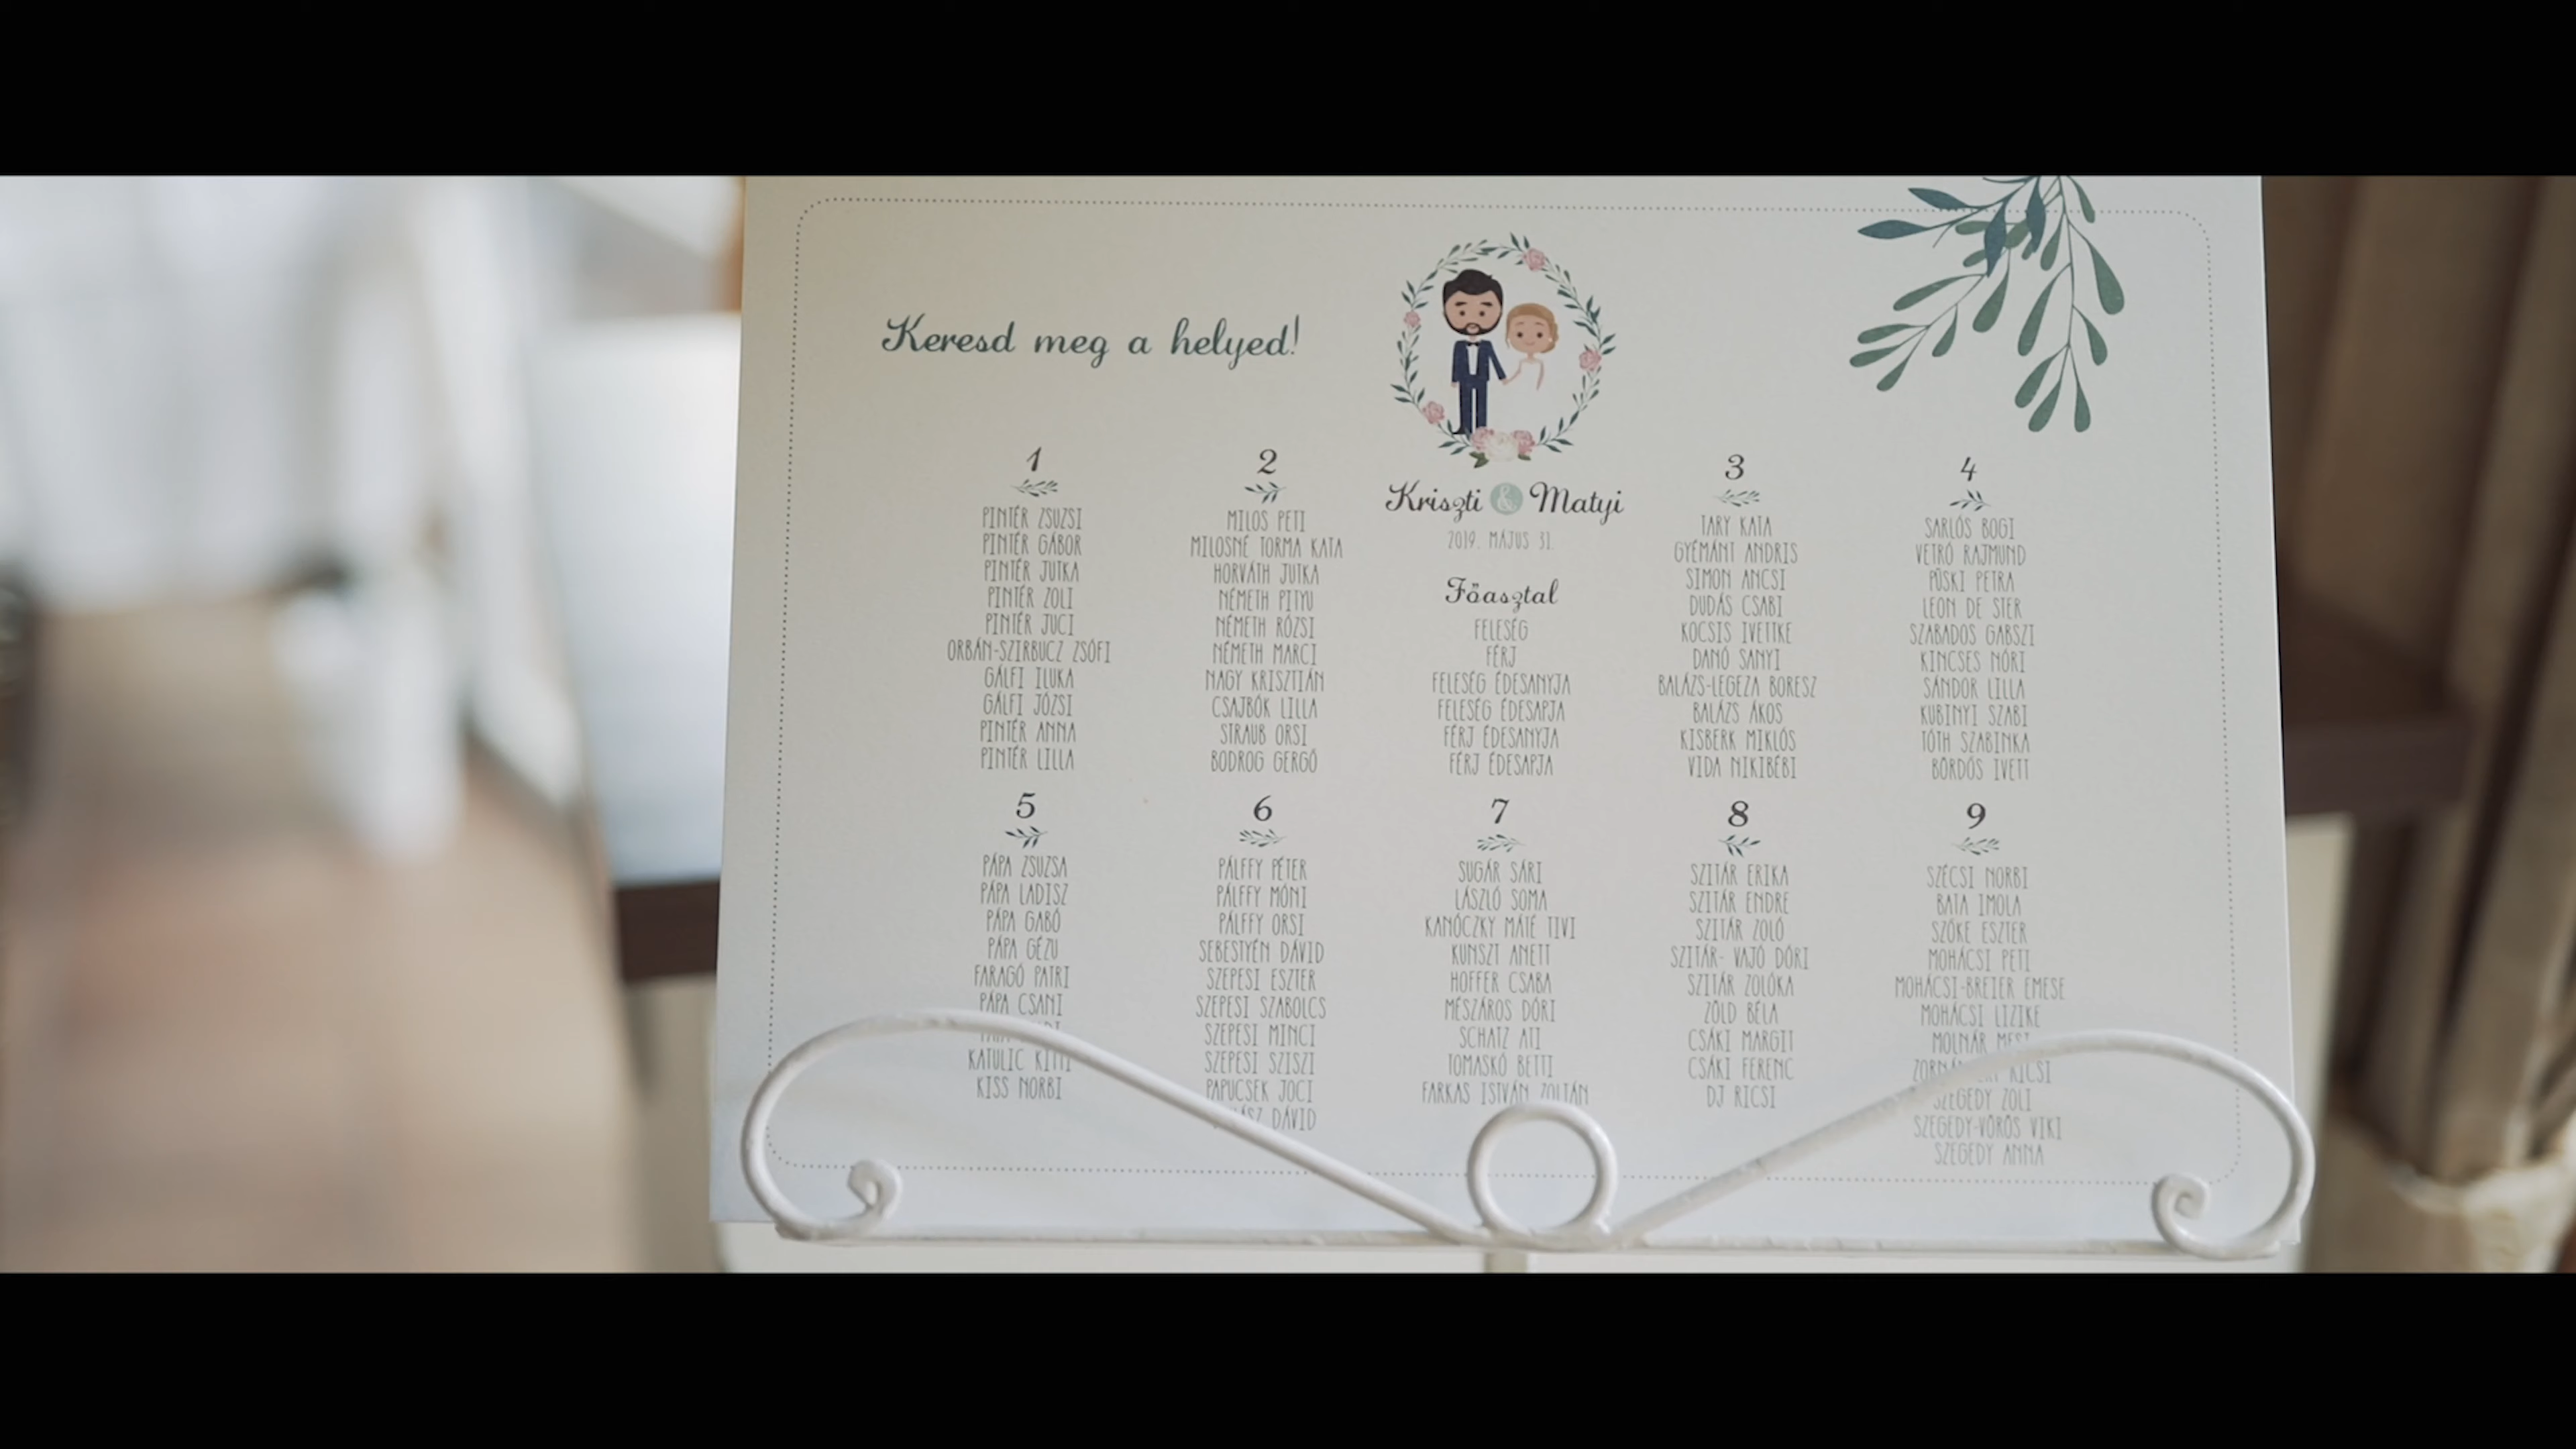 Keresd meg a helyed!
Kriszti & Matyi
2019. MÁJUS 31.
1
PINTÉR ZSUZSI
PINTÉR GÁBOR
PINTÉR JUTKA
PINTÉR ZOLI
PINTÉR JUCI
ORBÁN-SZIRBUCZ ZSÓFI
GÁLFI ILUKA
GÁLFI JÓZSI
PINTÉR ANNA
PINTÉR LILLA
2
MILOS PETI
MILOSNÉ TORMA KATA
HORVÁTH JUTKA
NÉMETH PITYU
NÉMETH RÓZSI
NÉMETH MARCI
NAGY KRISZTIÁN
CSAJBÓK LILLA
STRAUB ORSI
BODROG GERGŐ
Főasztal
FELESÉG
FÉRJ
FELESÉG ÉDESANYJA
FELESÉG ÉDESAPJA
FÉRJ ÉDESANYJA
FÉRJ ÉDESAPJA
3
TARY KATA
GYÉMÁNT ANDRIS
SIMON ANCSI
DUDÁS CSABI
KOCSIS IVETTKE
DANÓ SANYI
BALÁZS-LEGEZA BORESZ
BALÁZS ÁKOS
KISBERK MIKLÓS
VIDA NIKIBÉBI
4
SARLÓS BOGI
VETRÓ RAJMUND
PÜSKI PETRA
LEON DE STER
SZABADOS GABSZI
KINCSES NÓRI
SÁNDOR LILLA
KUBINYI SZABI
TÓTH SZABINKA
BÖRDŐS IVETT
5
PÁPA ZSUZSA
PÁPA LADISZ
PÁPA GABÓ
PÁPA GÉZU
FARAGÓ PATRI
PÁPA CSANI
KATULIC KITTI
KISS NORBI
6
PÁLFFY PÉTER
PÁLFFY MÓNI
PÁLFFY ORSI
SEBESTYÉN DÁVID
SZEPESI ESZTER
SZEPESI SZABOLCS
SZEPESI MINCI
SZEPESI SZISZI
PAPUCSEK JOCI
DÁVID
7
SUGÁR SÁRI
LÁSZLÓ SOMA
KANÓCZKY MÁTÉ TIVI
KUNSZT ANETT
HOFFER CSABA
MÉSZÁROS DÓRI
SCHATZ ATI
TOMASKÓ BETTI
FARKAS ISTVÁN ZOLTÁN
8
SZITÁR ERIKA
SZITÁR ENDRE
SZITÁR ZOLÓ
SZITÁR- VAJÓ DÓRI
SZITÁR ZOLÓKA
ZÖLD BÉLA
CSÁKI MARGIT
CSÁKI FERENC
DJ RICSI
9
SZÉCSI NORBI
BATA IMOLA
SZŐKE ESZTER
MOHÁCSI PETI
MOHÁCSI-BREIER EMESE
MOHÁCSI LIZIKE
MOLNÁR
RICSI
SZEGEDY ZOLI
SZEGEDY-VÖRÖS VIKI
SZEGEDY ANNA